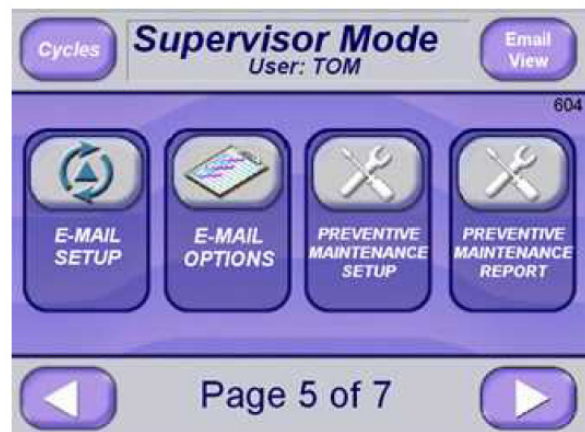 Cycles
Supervisor Mode
User: TOM
Email
View
604
E-MAIL
SETUP
E-MAIL
OPTIONS
PREVENTIVE
MAINTENANCE
SETUP
PREVENTIVE
MAINTENANCE
REPORT
Page 5 of 7